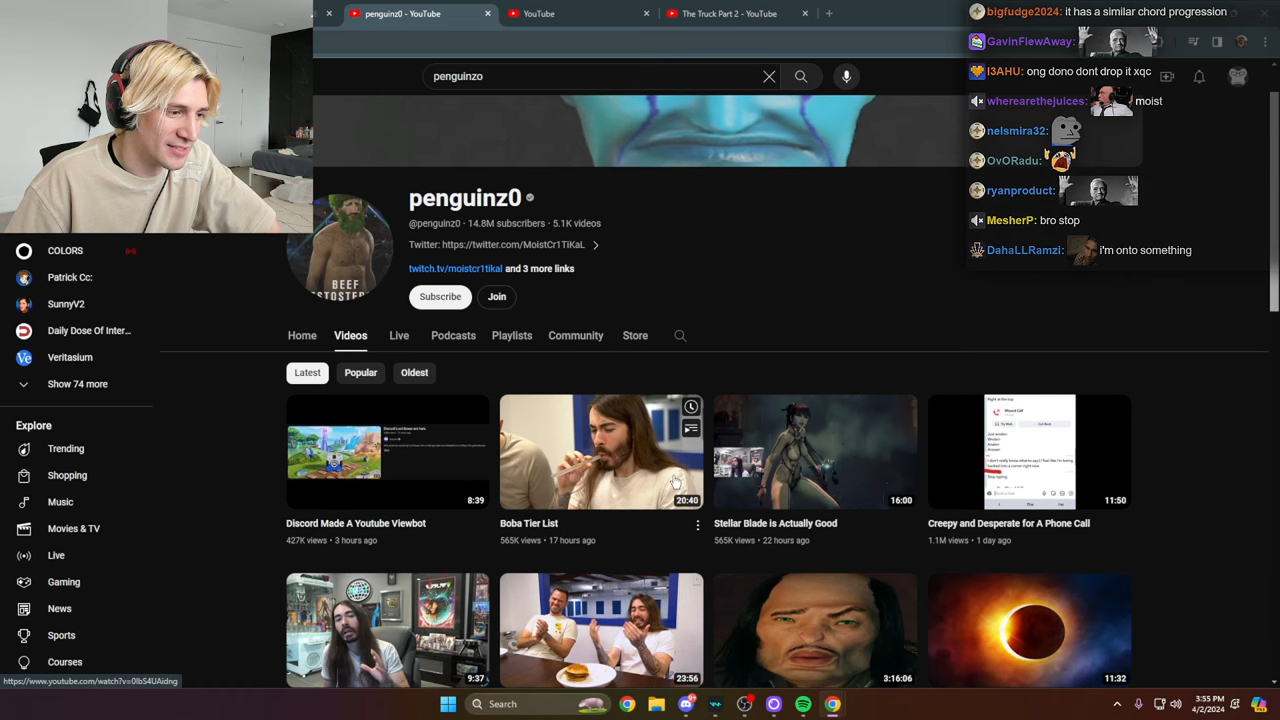 penguinz0 - YouTube
YouTube
The Truck Part 2 - YouTube
bigfudge2024: it has a similar chord progression
GavinFlewAway:
I3AHU: ong dono dont drop it xqc
wherearethejuices: moist
nelsmira32:
OvORadu:
ryanproduct:
MesherP: bro stop
DahaLLRamzi: i'm onto something
penguinzo
penguinz0
@penguinz0 · 14.8M subscribers · 5.1K videos
Twitter: https://twitter.com/MoistCr1TiKaL
twitch.tv/moistcr1tikal and 3 more links
BEEF
Subscribe
Join
COLORS
Patrick Cc:
SunnyV2
Daily Dose Of Inter...
Veritasium
Show 74 more
Explore
Trending
Shopping
Music
Movies & TV
Live
Gaming
News
Sports
Courses
Home
Videos
Live
Podcasts
Playlists
Community
Store
Latest
Popular
Oldest
8:39
20:40
16:00
11:50
Discord Made A Youtube Viewbot
427K views • 3 hours ago
Boba Tier List
565K views • 17 hours ago
Stellar Blade is Actually Good
565K views • 22 hours ago
Creepy and Desperate for A Phone Call
1.1M views • 1 day ago
9:37
23:56
3:16:06
11:32
https://www.youtube.com/watch?v=0lbS4UAidng
Search
3:55 PM
4/2/2024